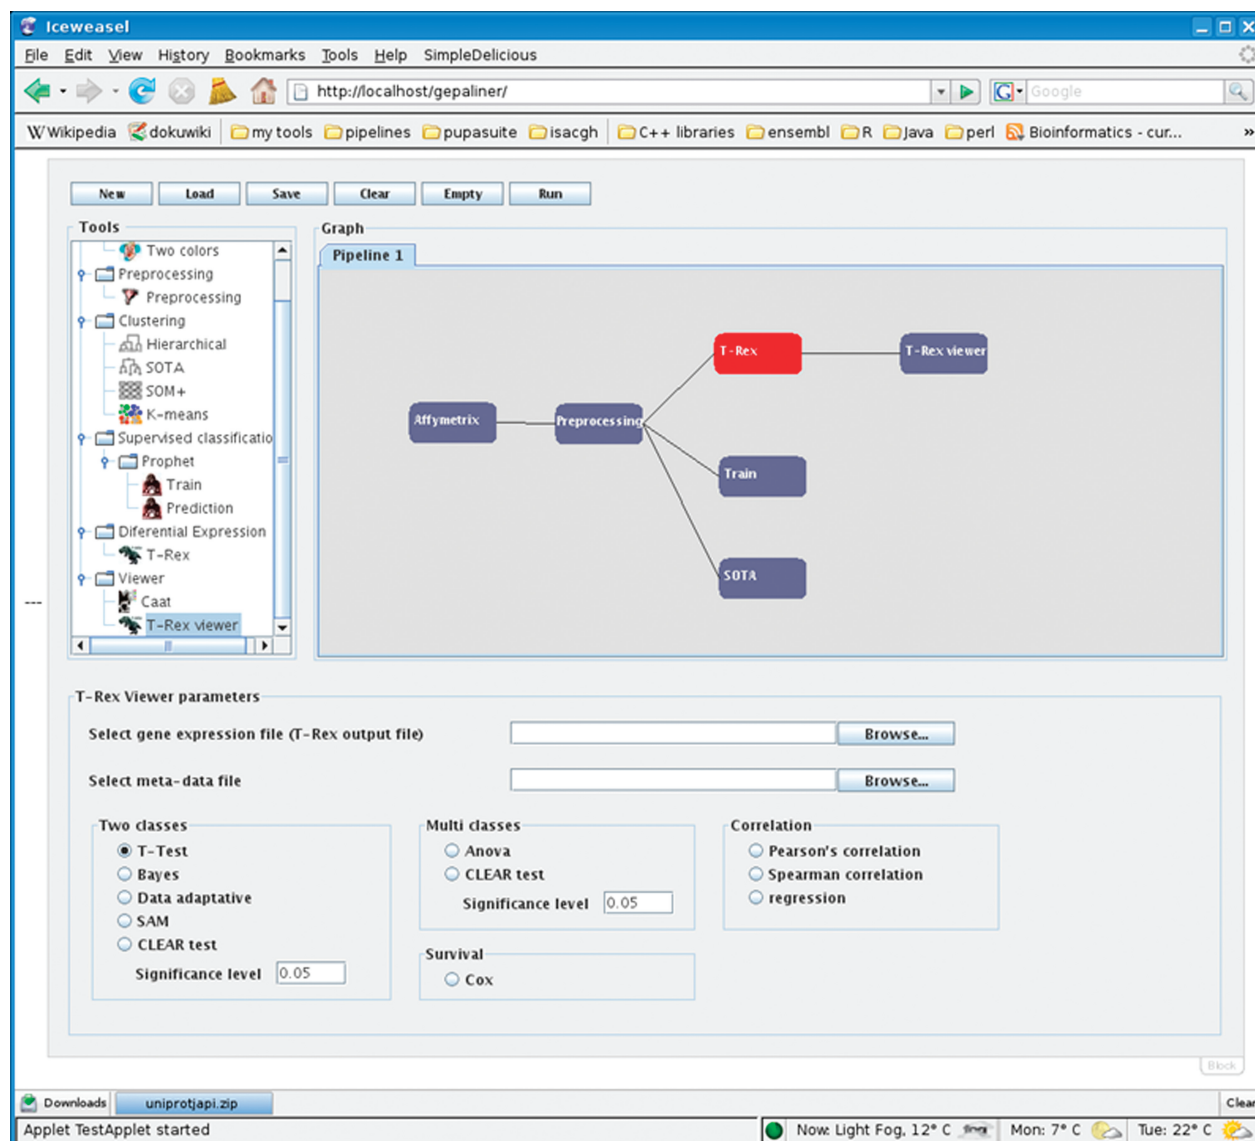 Iceweasel
File Edit View History Bookmarks Tools Help SimpleDelicious
http://localhost/gepaliner/
G Google
W Wikipedia dokuwiki my tools pipelines pupasuite isacgh C++ libraries ensembl R Java perl Bioinformatics - cur... »
New Load Save Clear Empty Run
Tools
Two colors
Preprocessing
Preprocessing
Clustering
Hierarchical
SOTA
SOM+
K-means
Supervised classificatio
Prophet
Train
Prediction
Diferential Expression
T-Rex
Viewer
Caat
T-Rex viewer
Graph
Pipeline 1
T-Rex
T-Rex viewer
Affymetrix
Preprocessing
Train
SOTA
---
T-Rex Viewer parameters
Select gene expression file (T-Rex output file) Browse...
Select meta-data file Browse...
Two classes
T-Test
Bayes
Data adaptative
SAM
CLEAR test
Significance level 0.05
Multi classes
Anova
CLEAR test
Significance level 0.05
Survival
Cox
Correlation
Pearson's correlation
Spearman correlation
regression
Block
Downloads uniprotjapi.zip Clear
Applet TestApplet started
Now: Light Fog, 12° C Mon: 7° C Tue: 22° C